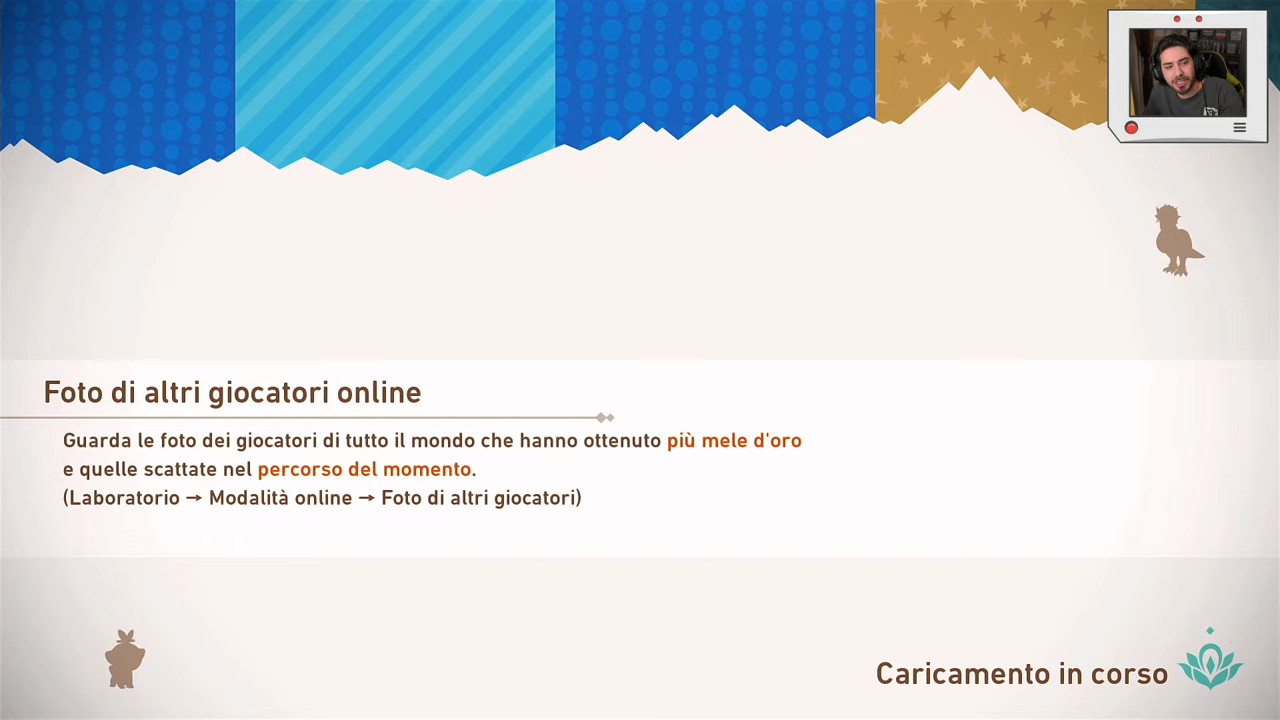 Foto di altri giocatori online
Guarda le foto dei giocatori di tutto il mondo che hanno ottenuto più mele d'oro
e quelle scattate nel percorso del momento.
(Laboratorio → Modalità online → Foto di altri giocatori)
Caricamento in corso